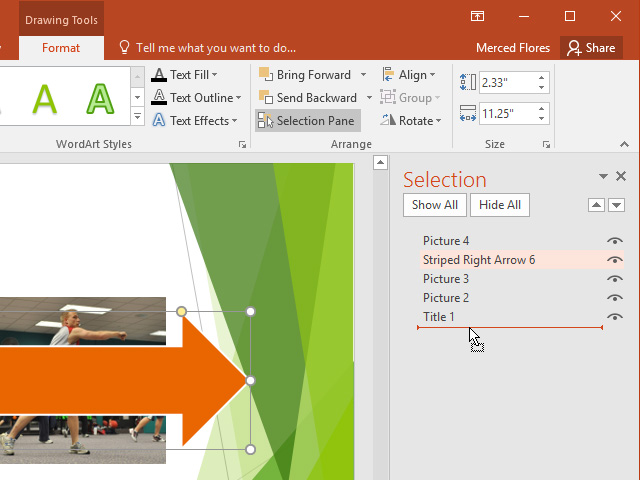 Drawing Tools
Format
Tell me what you want to do...
Merced Flores
Share
A
A
Text Fill
Text Outline
Text Effects
WordArt Styles
Bring Forward
Send Backward
Selection Pane
Align
Group
Rotate
Arrange
2.33"
11.25"
Size
Selection
Show All
Hide All
Picture 4
Striped Right Arrow 6
Picture 3
Picture 2
Title 1